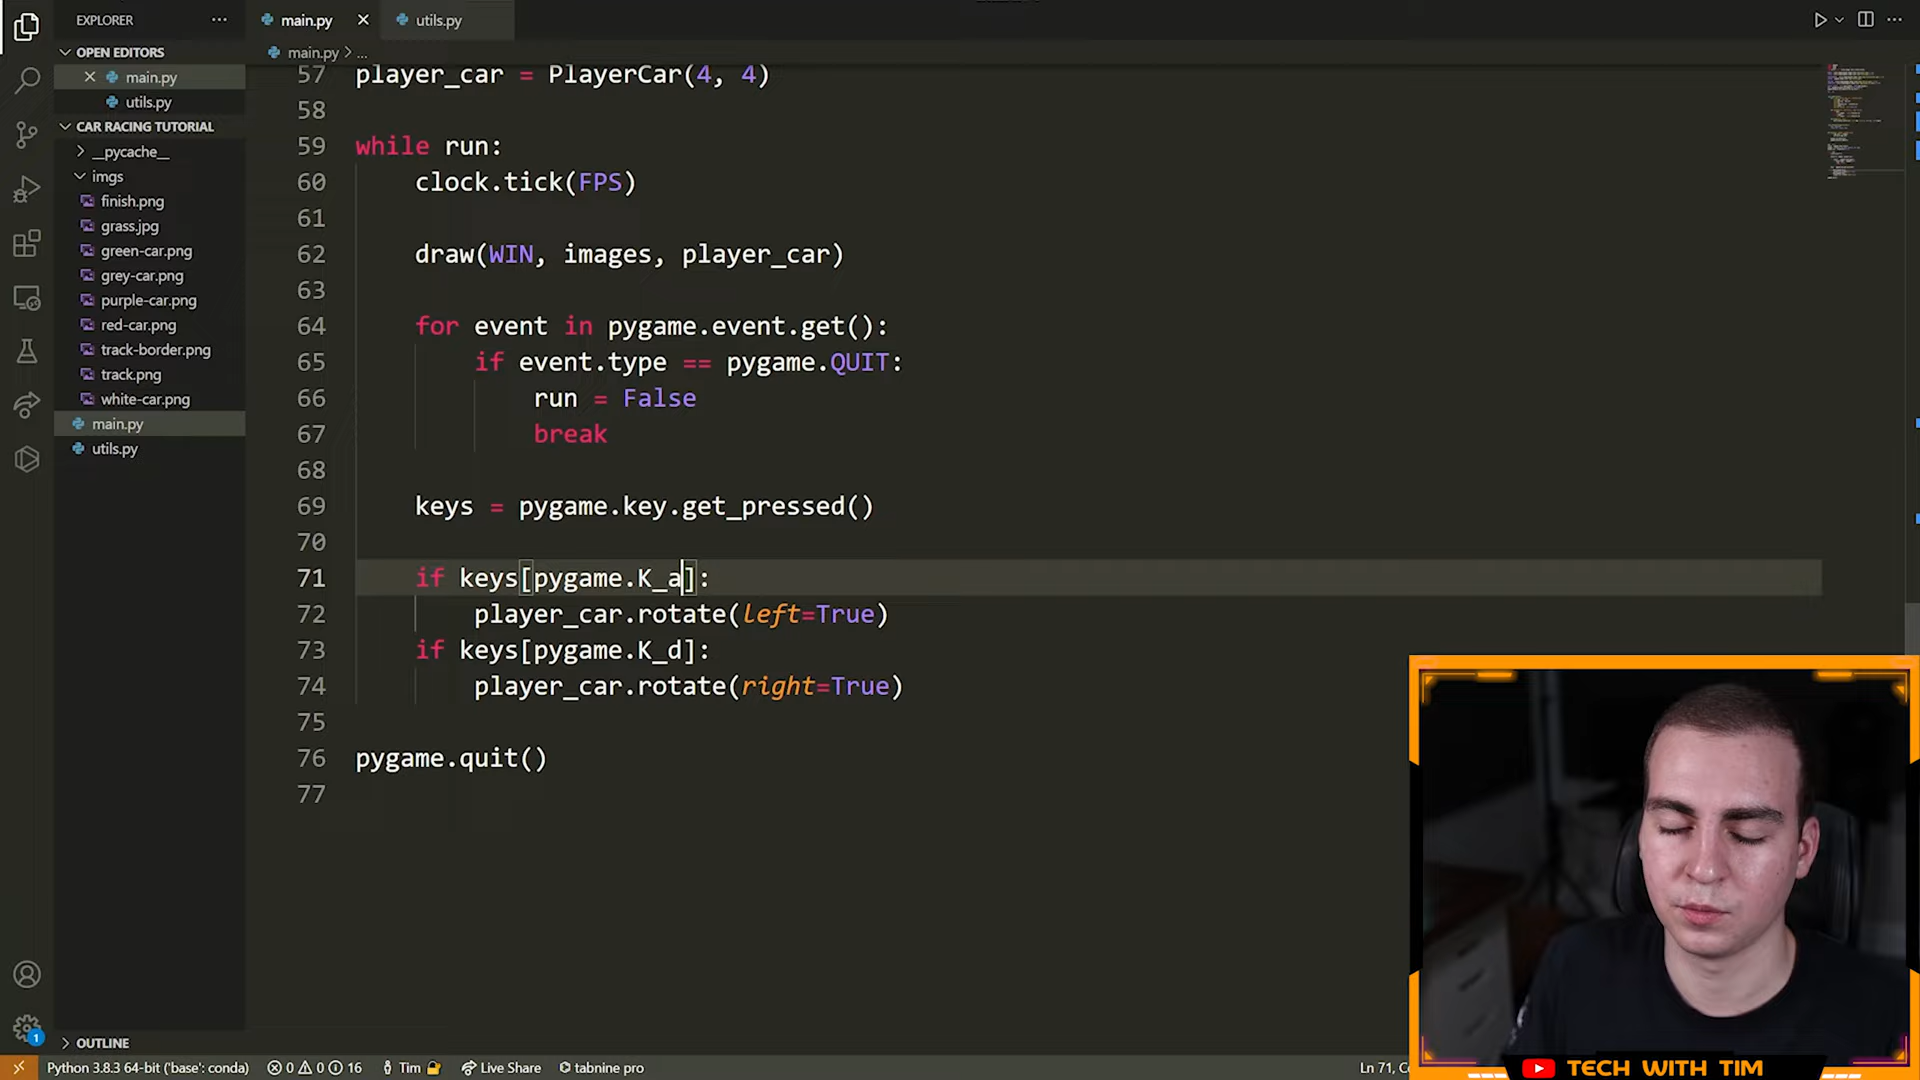 EXPLORER
main.py
utils.py
OPEN EDITORS
main.py > ...
main.py
utils.py
CAR RACING TUTORIAL
__pycache__
imgs
finish.png
grass.jpg
green-car.png
grey-car.png
purple-car.png
red-car.png
track-border.png
track.png
white-car.png
main.py
utils.py
OUTLINE
57 player_car = PlayerCar(4, 4)
58
59 while run:
60 clock.tick(FPS)
61
62 draw(WIN, images, player_car)
63
64 for event in pygame.event.get():
65 if event.type == pygame.QUIT:
66 run = False
67 break
68
69 keys = pygame.key.get_pressed()
70
71 if keys[pygame.K_a]:
72 player_car.rotate(left=True)
73 if keys[pygame.K_d]:
74 player_car.rotate(right=True)
75
76 pygame.quit()
77
1
Python 3.8.3 64-bit ('base': conda) 0 0 16 Tim Live Share tabnine pro Ln 71,
TECH WITH TIM